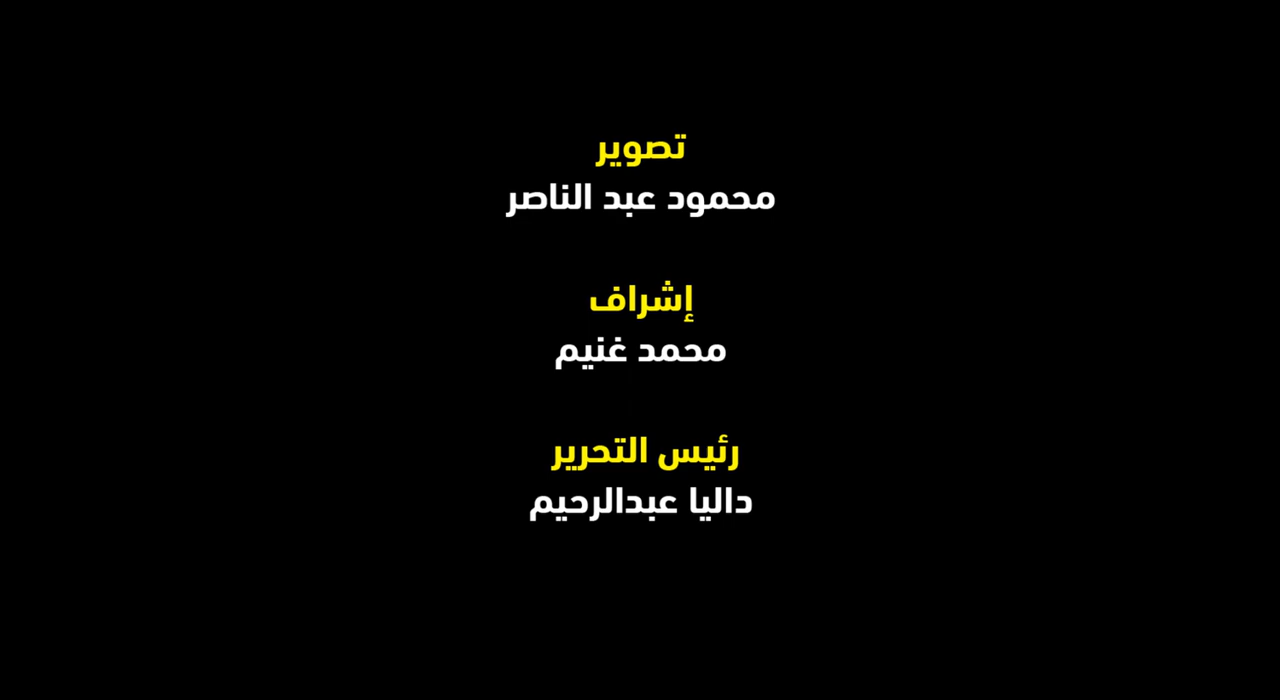 تصوير
محمود عبد الناصر
إشراف
محمد غنيم
رئيس التحرير
داليا عبدالرحيم